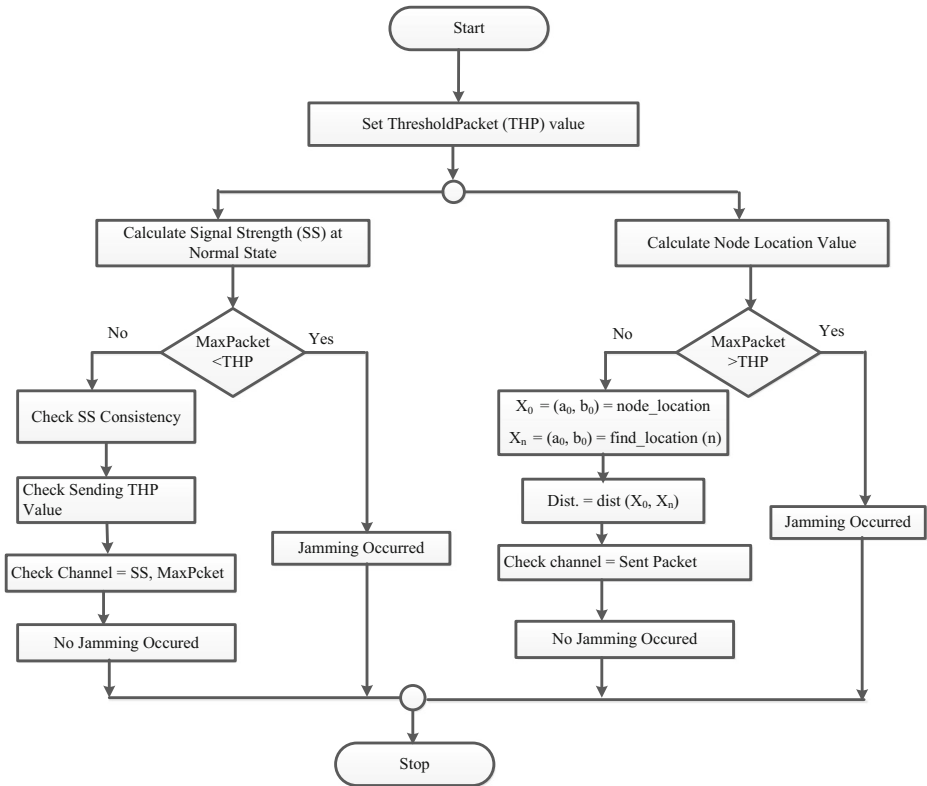 Start
Set ThresholdPacket (THP) value
Calculate Signal Strength (SS) at
Normal State
No
MaxPacket
<THP
Yes
Check SS Consistency
Check Sending THP
Value
Check Channel = SS, MaxPcket
No Jamming Occured
Jamming Occurred
Calculate Node Location Value
No
MaxPacket
>THP
Yes
X₀ = (a₀, b₀) = node_location
Xₙ = (a₀, b₀) = find_location (n)
Dist. = dist (X₀, Xₙ)
Check channel = Sent Packet
No Jamming Occured
Jamming Occurred
Stop